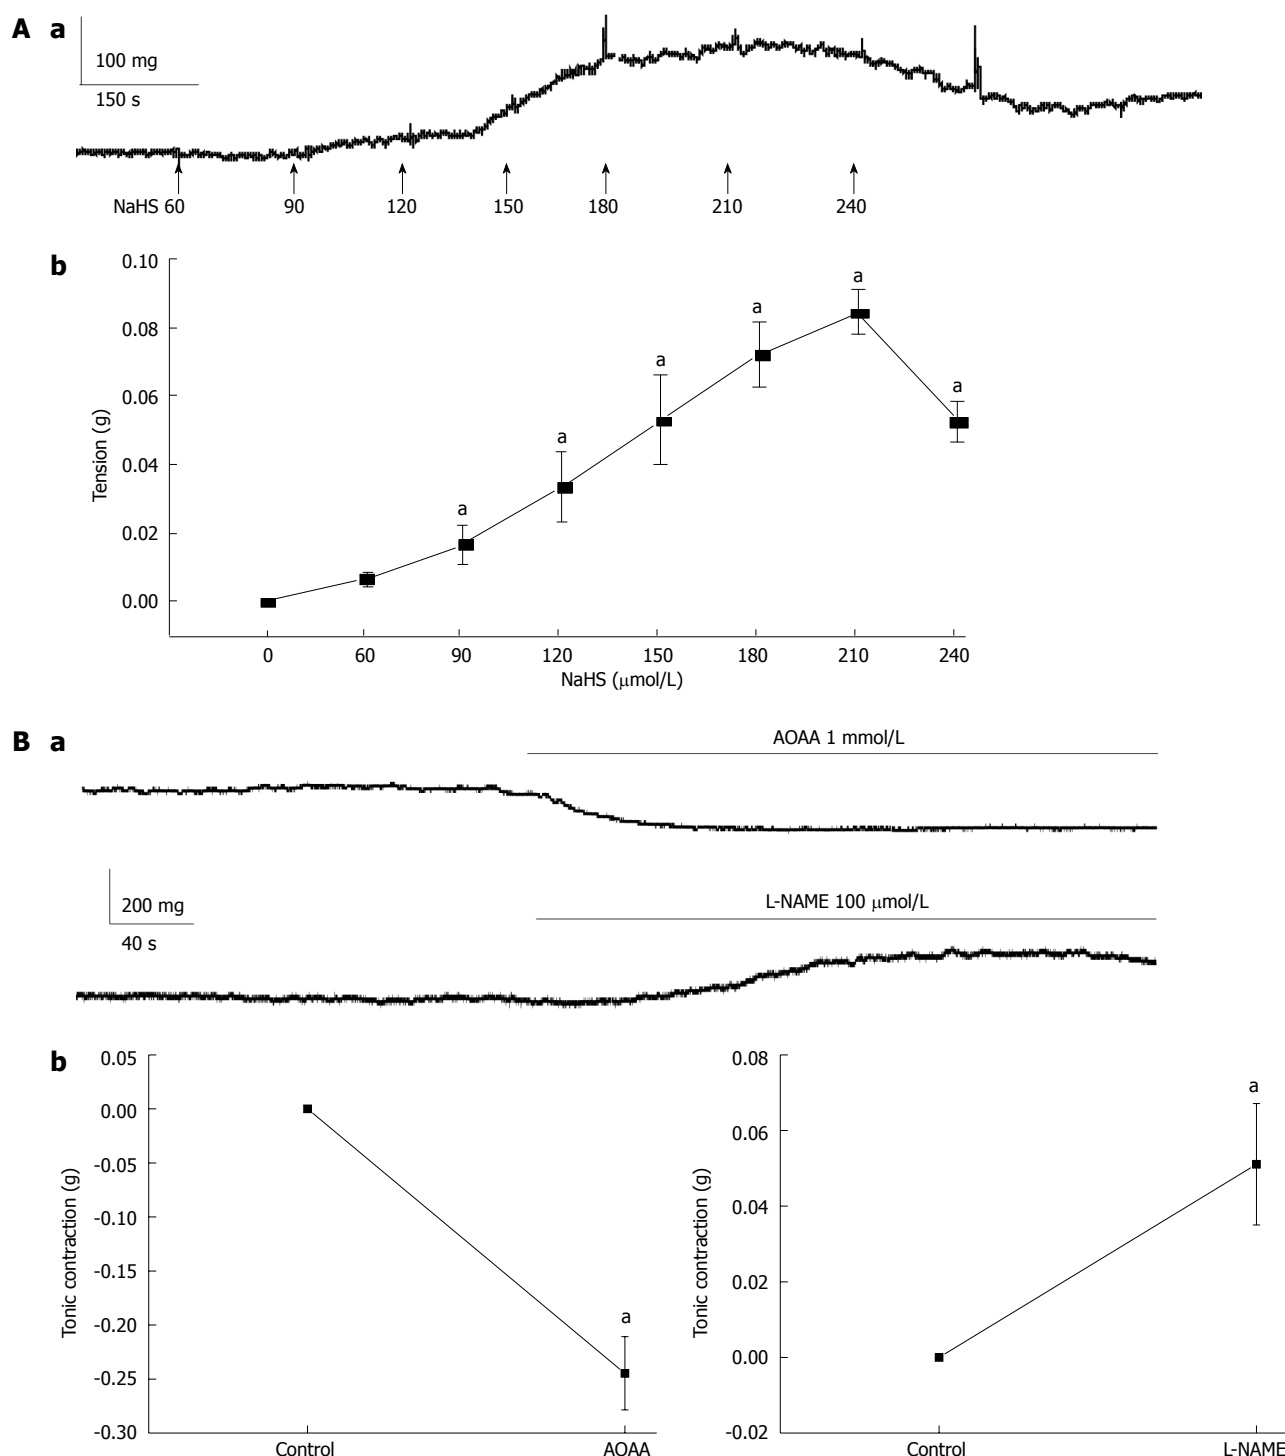 A a
100 mg
150 s
NaHS 60 90 120 150 180 210 240
b
0.10
0.08
0.06
0.04
0.02
0.00
Tension (g)
a a a a a a
0 60 90 120 150 180 210 240
NaHS (μmol/L)
B a
AOAA 1 mmol/L
200 mg
40 s
L-NAME 100 μmol/L
b
0.05
0.00
-0.05
-0.10
-0.15
-0.20
-0.25
-0.30
Tonic contraction (g)
a
Control AOAA
0.08
0.06
0.04
0.02
0.00
-0.02
Tonic contraction (g)
a
Control L-NAME